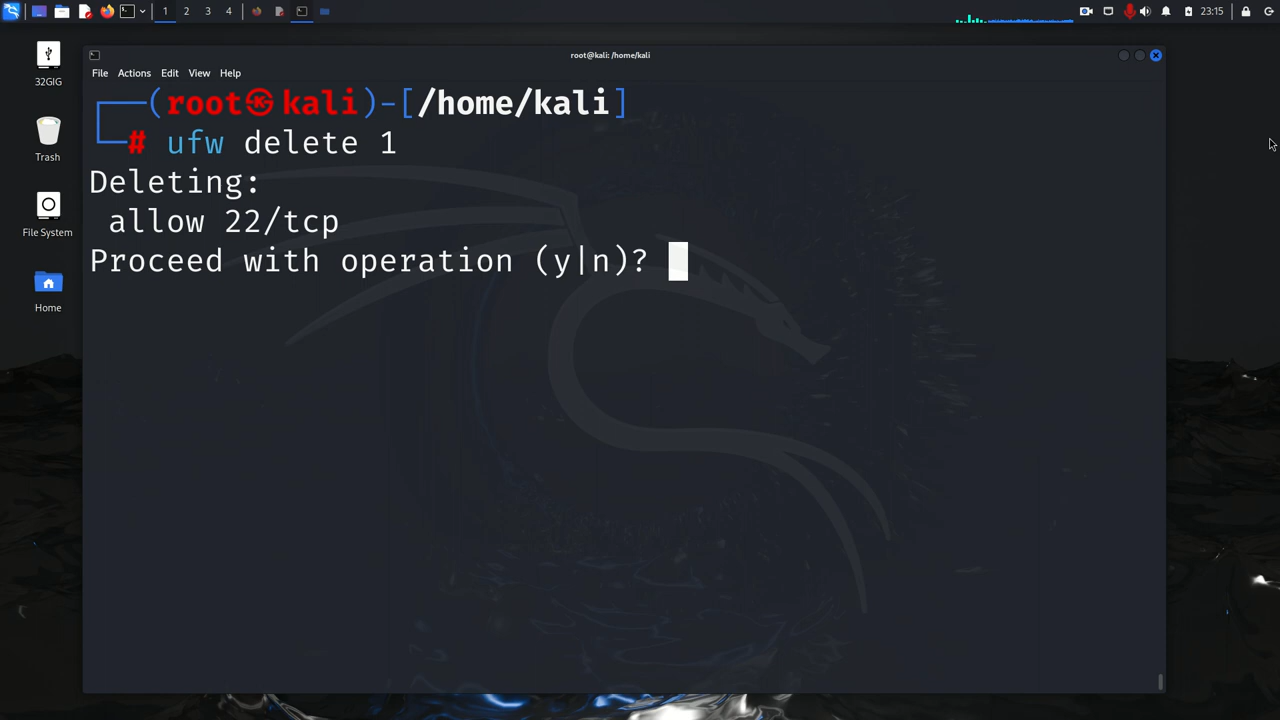 1 2 3 4 23:15
root@kali: /home/kali
File Actions Edit View Help
32GIG
Trash
File System
Home
┌──(root㉿kali)-[/home/kali]
└─# ufw delete 1
Deleting:
 allow 22/tcp
Proceed with operation (y|n)?